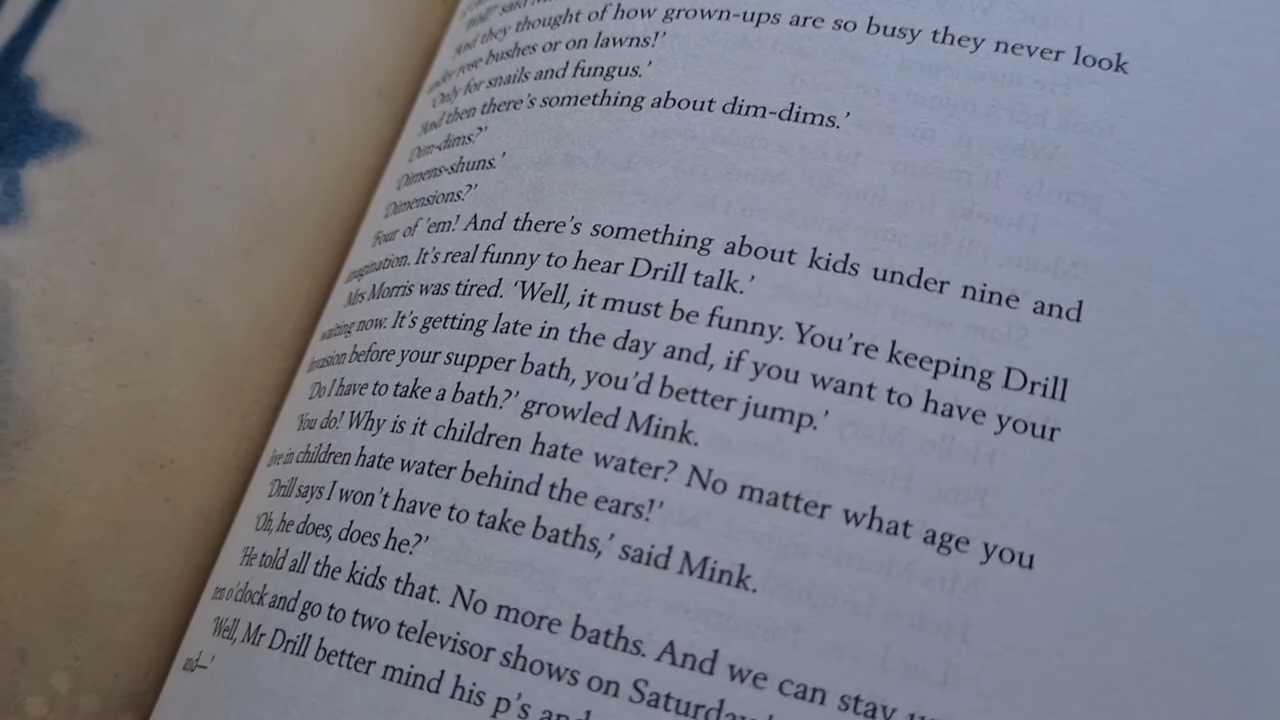 said
And they thought of how grown-ups are so busy they never look
under rose bushes or on lawns!'
'Only for snails and fungus.'
'And then there's something about dim-dims.'
'Dim-dims?'
'Dimens-shuns.'
'Dimensions?'
'Four of 'em! And there's something about kids under nine and
imagination. It's real funny to hear Drill talk.'
Mrs Morris was tired. 'Well, it must be funny. You're keeping Drill
waiting now. It's getting late in the day and, if you want to have your
invasion before your supper bath, you'd better jump.'
'Do I have to take a bath?' growled Mink.
'You do! Why is it children hate water? No matter what age you
live in children hate water behind the ears!'
'Drill says I won't have to take baths,' said Mink.
'Oh, he does, does he?'
'He told all the kids that. No more baths. And we can stay
ten o'clock and go to two televisor shows on Saturday
'Well, Mr Drill better mind his p's and
and—'